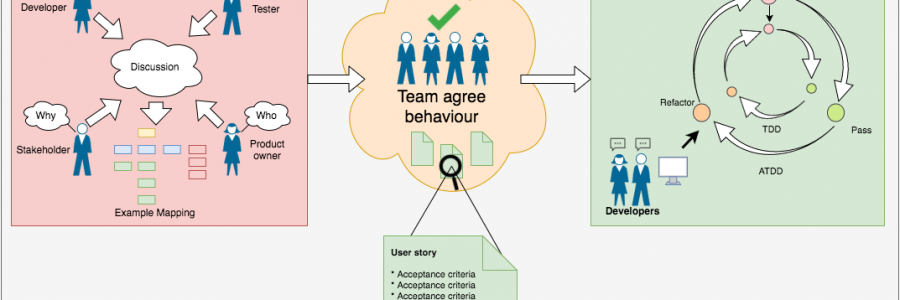 Developer
Tester
Discussion
Why
Who
Stakeholder
Product
owner
Example Mapping
Team agree
behaviour
User story
* Acceptance criteria
* Acceptance criteria
* Acceptance criteria
Refactor
TDD
Pass
ATDD
Developers